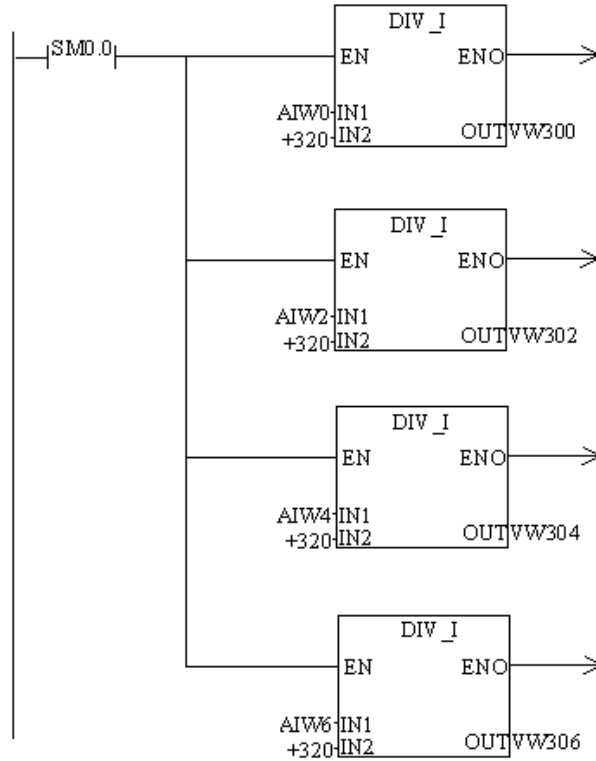 DIV_I
SM0.0
EN ENO
AIW0 IN1
+320 IN2 OUT VW300
DIV_I
EN ENO
AIW2 IN1
+320 IN2 OUT VW302
DIV_I
EN ENO
AIW4 IN1
+320 IN2 OUT VW304
DIV_I
EN ENO
AIW6 IN1
+320 IN2 OUT VW306